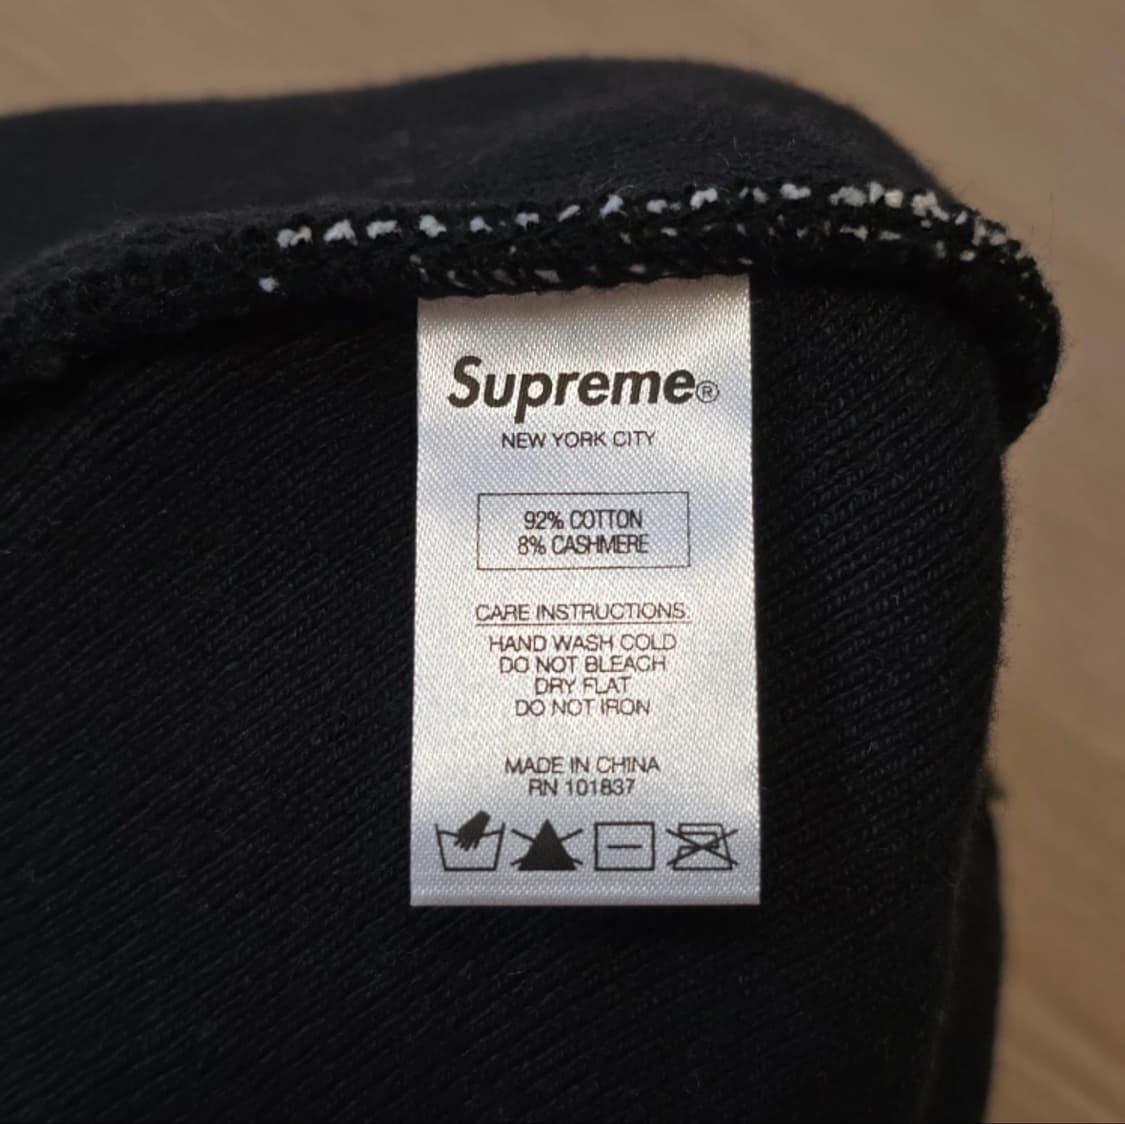 Supreme®
NEW YORK CITY
92% COTTON
8% CASHMERE
CARE INSTRUCTIONS:
HAND WASH COLD
DO NOT BLEACH
DRY FLAT
DO NOT IRON
MADE IN CHINA
RN 101837